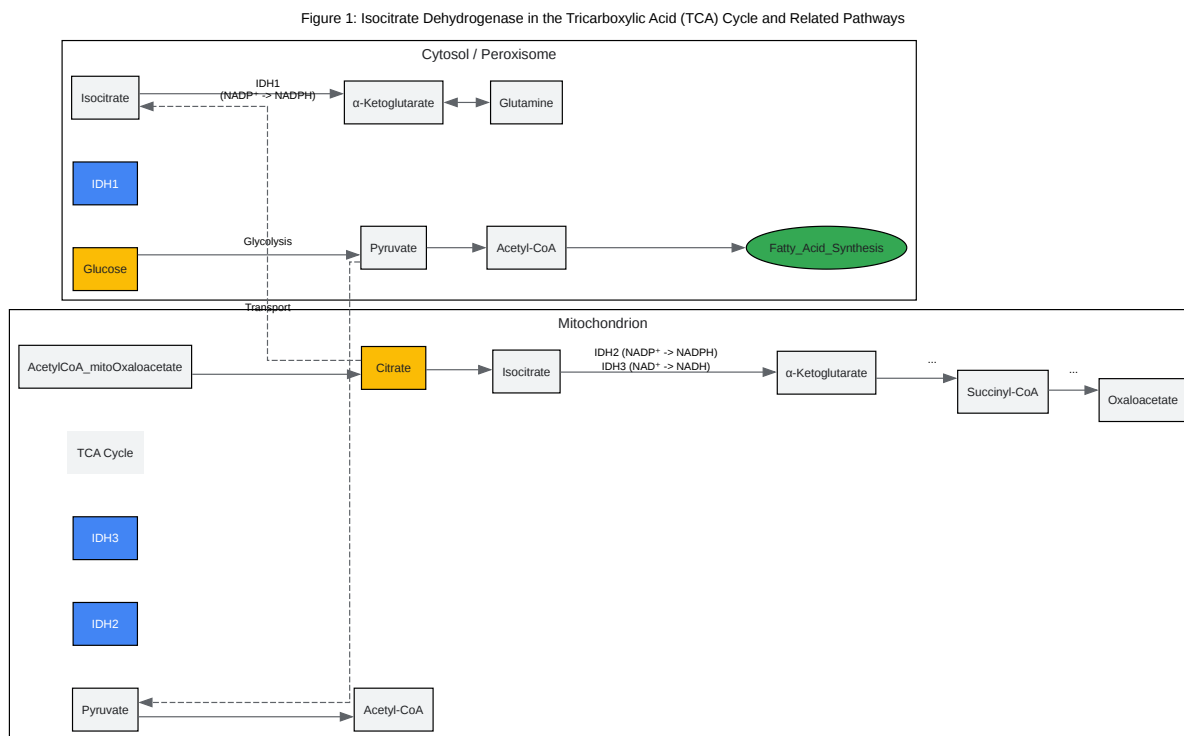 Figure 1: Isocitrate Dehydrogenase in the Tricarboxylic Acid (TCA) Cycle and Related Pathways
Cytosol / Peroxisome
Isocitrate
IDH1
(NADP⁺ -> NADPH)
α-Ketoglutarate
Glutamine
IDH1
Glucose
Glycolysis
Pyruvate
Acetyl-CoA
Fatty_Acid_Synthesis
Transport
Mitochondrion
AcetylCoA_mitoOxaloacetate
Citrate
Isocitrate
IDH2 (NADP⁺ -> NADPH)
IDH3 (NAD⁺ -> NADH)
α-Ketoglutarate
...
Succinyl-CoA
...
Oxaloacetate
TCA Cycle
IDH3
IDH2
Pyruvate
Acetyl-CoA